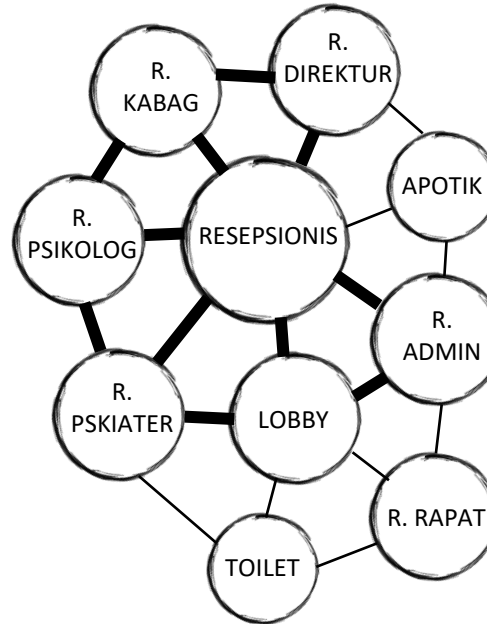 R.
DIREKTUR
R.
KABAG
APOTIK
R.
PSIKOLOG
RESEPSIONIS
R.
ADMIN
R.
PSKIATER
LOBBY
R. RAPAT
TOILET